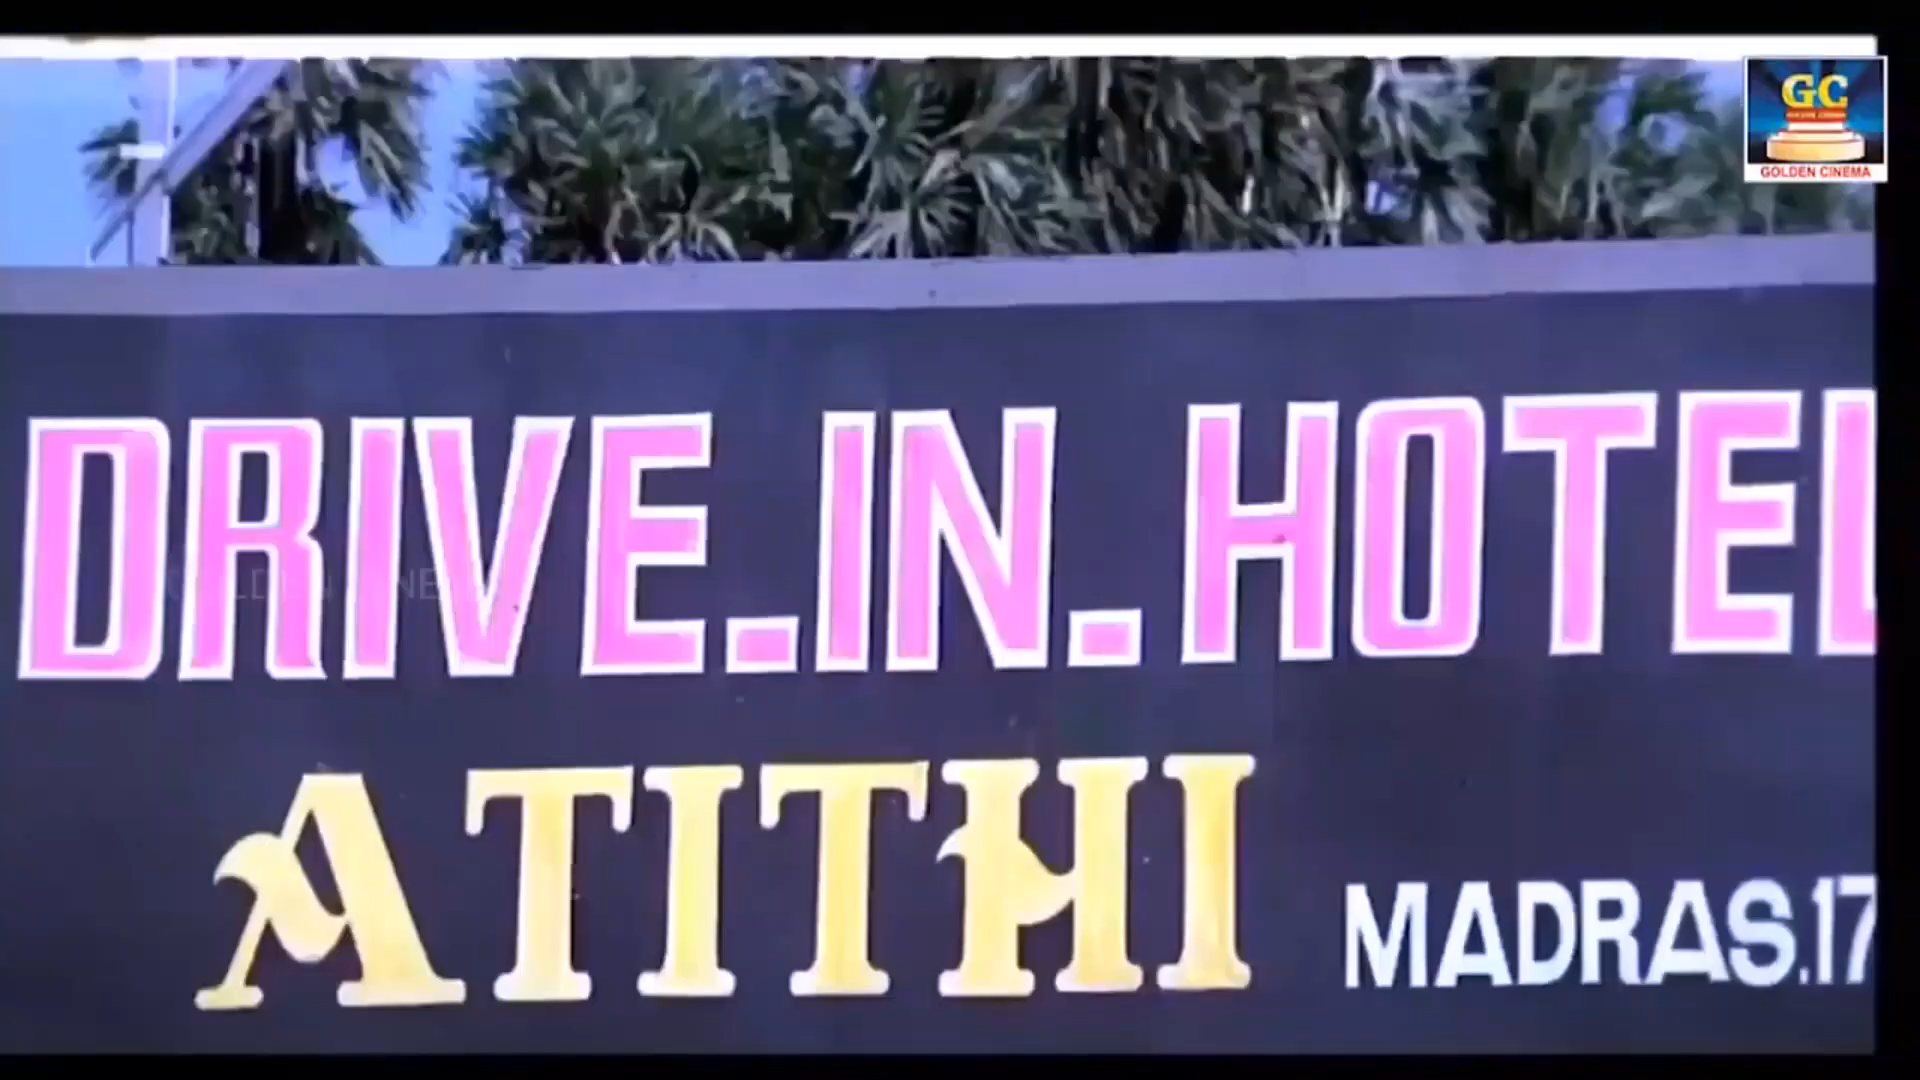 GC
GOLDEN CINEMA
DRIVE.IN.HOTEL
ATITHI
MADRAS.17